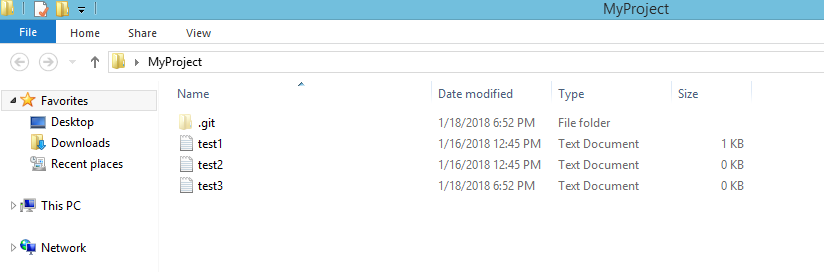 MyProject
File Home Share View
MyProject
Name Date modified Type Size
Favorites
Desktop
Downloads
Recent places
This PC
Network
.git 1/18/2018 6:52 PM File folder
test1 1/16/2018 12:45 PM Text Document 1 KB
test2 1/16/2018 12:45 PM Text Document 0 KB
test3 1/18/2018 6:52 PM Text Document 0 KB